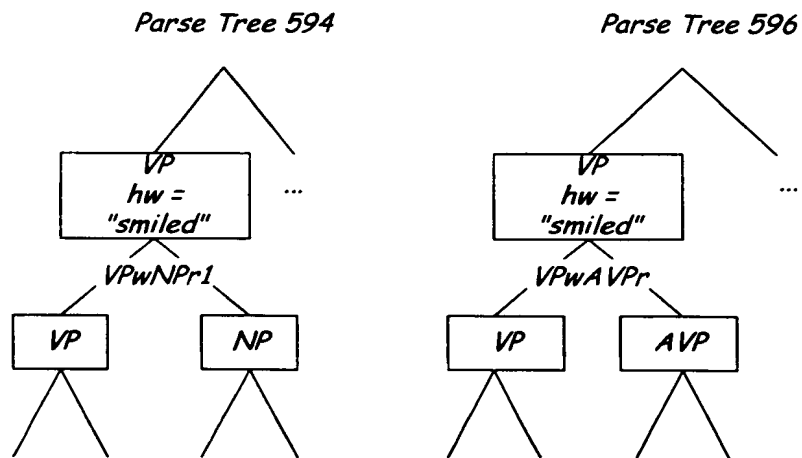 Parse Tree 594
Parse Tree 596
VP
hw =
"smiled"
...
VP
hw =
"smiled"
...
VPwNPr1
VPwAVPr
VP
NP
VP
AVP